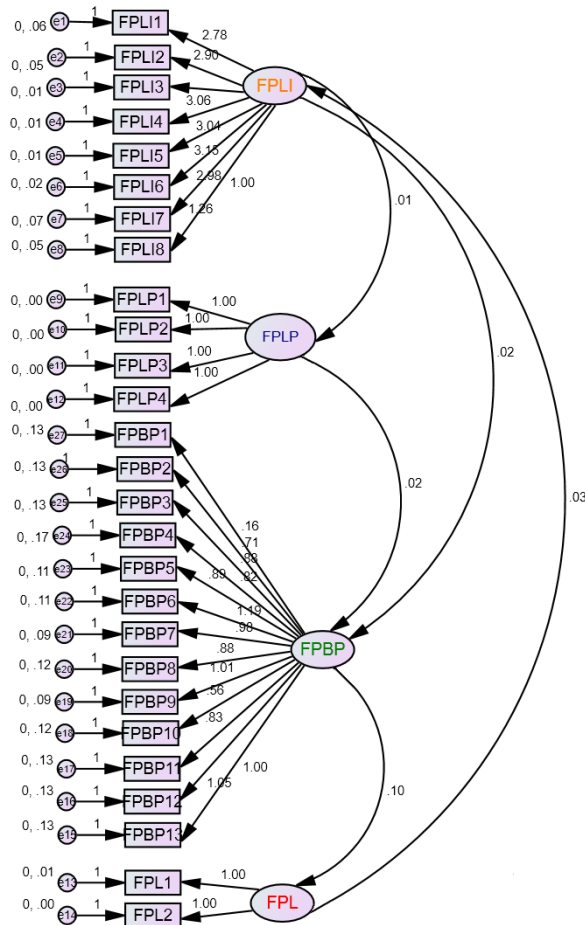 0, .06 e1 1 FPLI1
2.78
0, .05 e2 1 FPLI2
2.90
0, .01 e3 1 FPLI3
FPLI
3.06
0, .01 e4 1 FPLI4
3.04
0, .01 e5 1 FPLI5
3.15
0, .02 e6 1 FPLI6
2.98 1.00
0, .07 e7 1 FPLI7
1.26
0, .05 e8 1 FPLI8
.01
0, .00 e9 1 FPLP1
1.00
0, .00 e10 1 FPLP2
1.00
FPLP
0, .00 e11 1 FPLP3
1.00
0, .00 e12 1 FPLP4
1.00
.02
0, .13 e27 1 FPBP1
0, .13 e26 1 FPBP2
.02
.03
0, .13 e25 1 FPBP3
.16
0, .17 e24 1 FPBP4
.71
.88
0, .11 e23 1 FPBP5
.89 .82
0, .11 e22 1 FPBP6
1.19
0, .09 e21 1 FPBP7
.98
FPBP
0, .12 e20 1 FPBP8
.88
1.01
0, .09 e19 1 FPBP9
.56
0, .12 e18 1 FPBP10
.83
0, .13 e17 1 FPBP11
0, .13 e16 1 FPBP12
1.05 1.00
.10
0, .13 e15 1 FPBP13
0, .01 e13 1 FPL1
1.00
FPL
0, .00 e14 1 FPL2
1.00